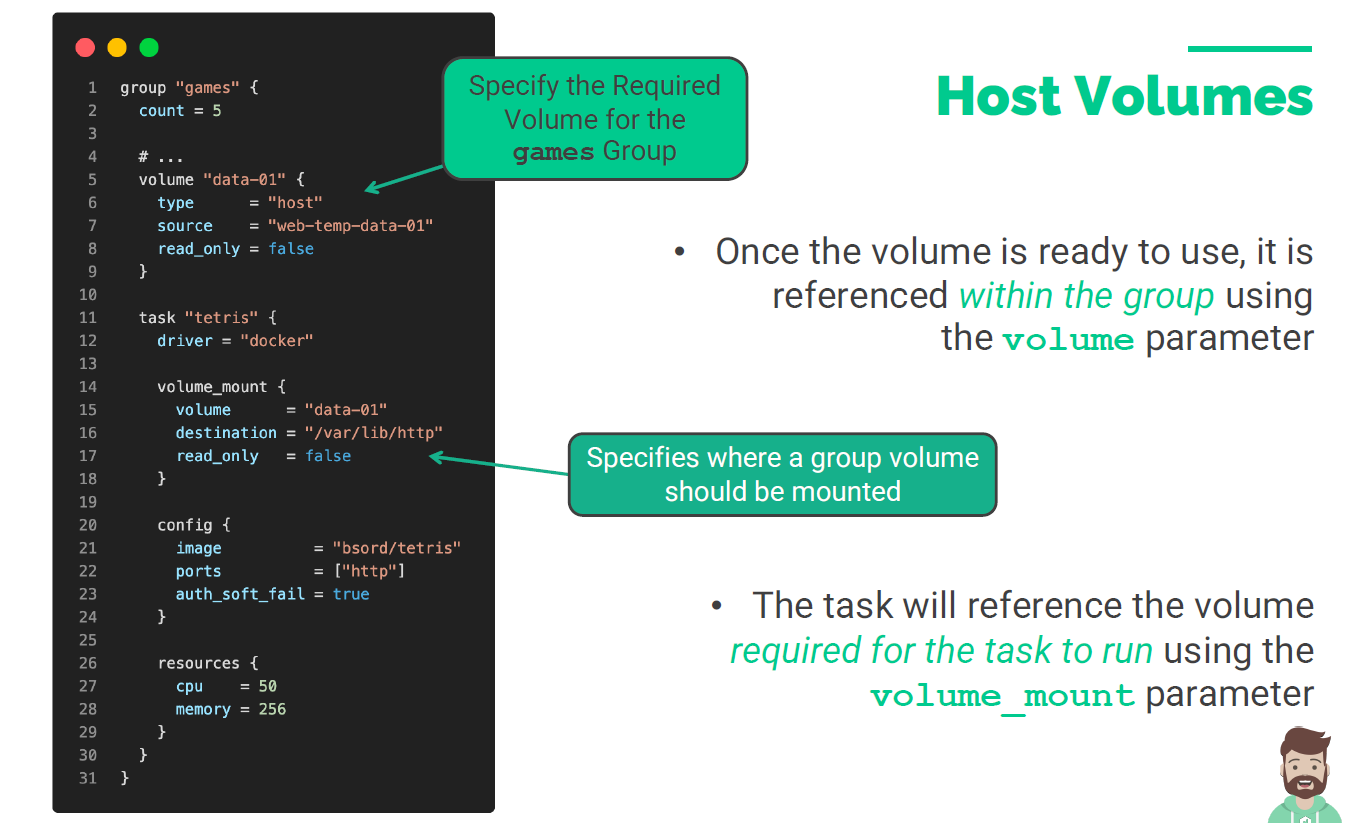 1 group "games" {
2   count = 5
3
4   # ...
5   volume "data-01" {
6     type      = "host"
7     source    = "web-temp-data-01"
8     read_only = false
9   }
10
11   task "tetris" {
12     driver = "docker"
13
14     volume_mount {
15       volume      = "data-01"
16       destination = "/var/lib/http"
17       read_only   = false
18     }
19
20     config {
21       image          = "bsord/tetris"
22       ports          = ["http"]
23       auth_soft_fail = true
24     }
25
26     resources {
27       cpu    = 50
28       memory = 256
29     }
30   }
31 }
Specify the Required
Volume for the
games Group
Host Volumes
• Once the volume is ready to use, it is
referenced within the group using
the volume parameter
Specifies where a group volume
should be mounted
• The task will reference the volume
required for the task to run using the
volume_mount parameter